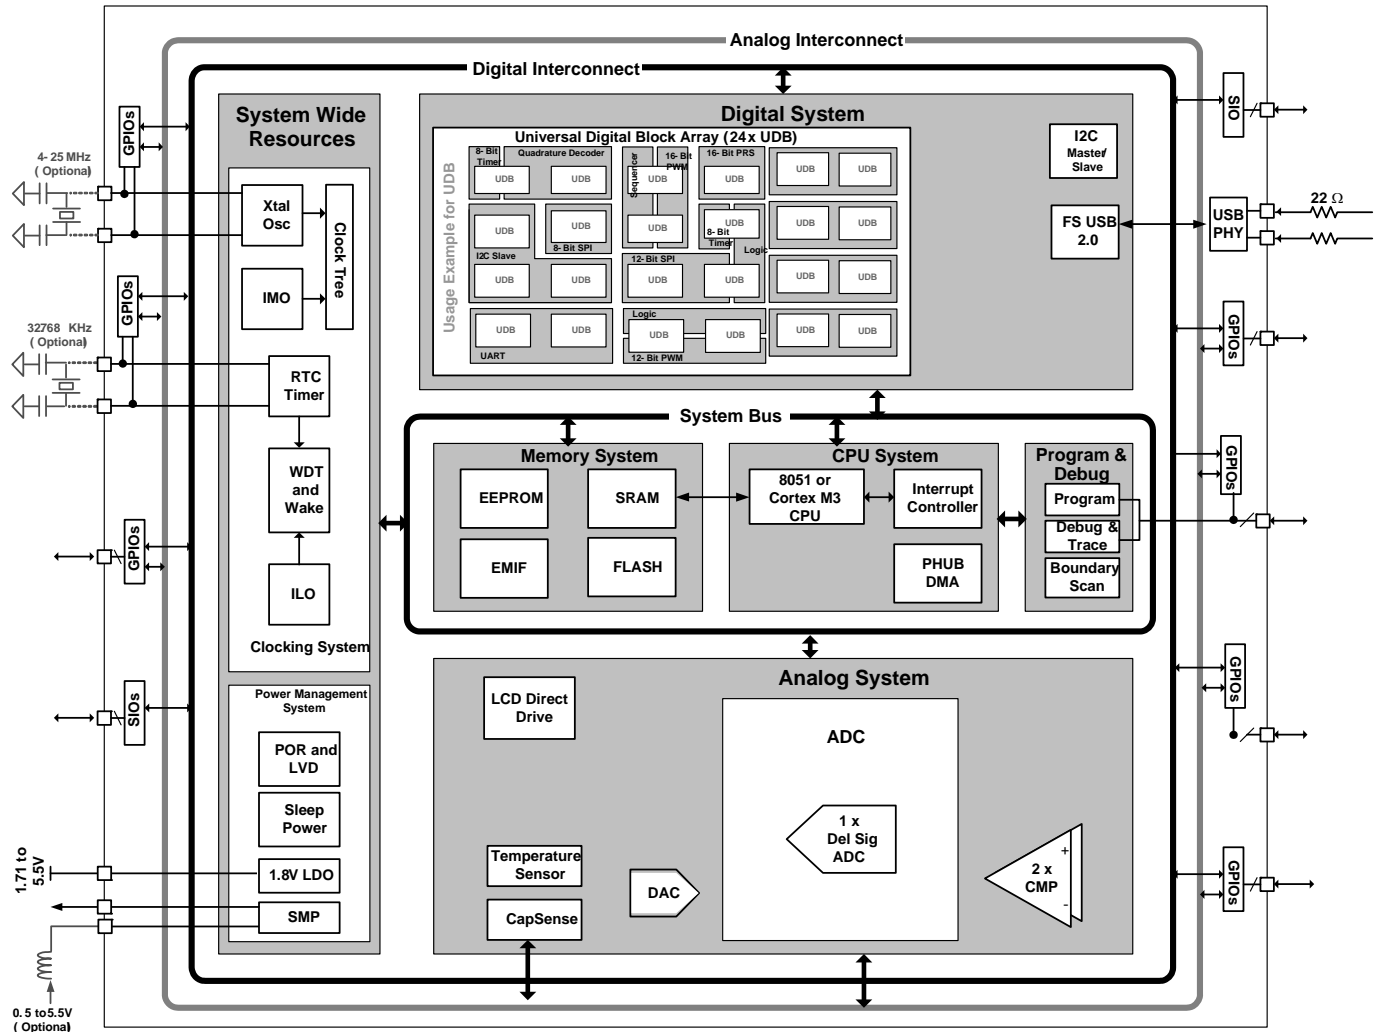 Analog Interconnect
Digital Interconnect
System Wide
Resources
Digital System
Universal Digital Block Array (24x UDB)
Usage Example for UDB
8- Bit
Timer
Quadrature Decoder
Sequencer
16- Bit
PWM
16- Bit PRS
UDB
UDB
UDB
UDB
UDB
UDB
UDB
UDB
UDB
UDB
UDB
UDB
I2C Slave
8- Bit SPI
8- Bit
Timer
Logic
12- Bit SPI
UDB
UDB
UDB
UDB
UDB
UDB
Logic
UDB
UDB
UDB
UDB
UDB
UDB
UART
12- Bit PWM
I2C
Master/
Slave
FS USB
2.0
USB
PHY
22 Ω
SIO
GPIOs
GPIOs
GPIOs
GPIOs
GPIOs
4- 25 MHz
( Optional)
GPIOs
Xtal
Osc
IMO
Clock Tree
GPIOs
32768 KHz
( Optional)
RTC
Timer
WDT
and
Wake
ILO
Clocking System
GPIOs
SIOs
Power Management
System
POR and
LVD
Sleep
Power
1.8V LDO
SMP
1.71 to
5.5V
0. 5 to5.5V
( Optional)
System Bus
Memory System
EEPROM
SRAM
EMIF
FLASH
CPU System
8051 or
Cortex M3
CPU
Interrupt
Controller
PHUB
DMA
Program &
Debug
Program
Debug &
Trace
Boundary
Scan
Analog System
LCD Direct
Drive
ADC
1 x
Del Sig
ADC
Temperature
Sensor
CapSense
DAC
2 x
CMP
+
-